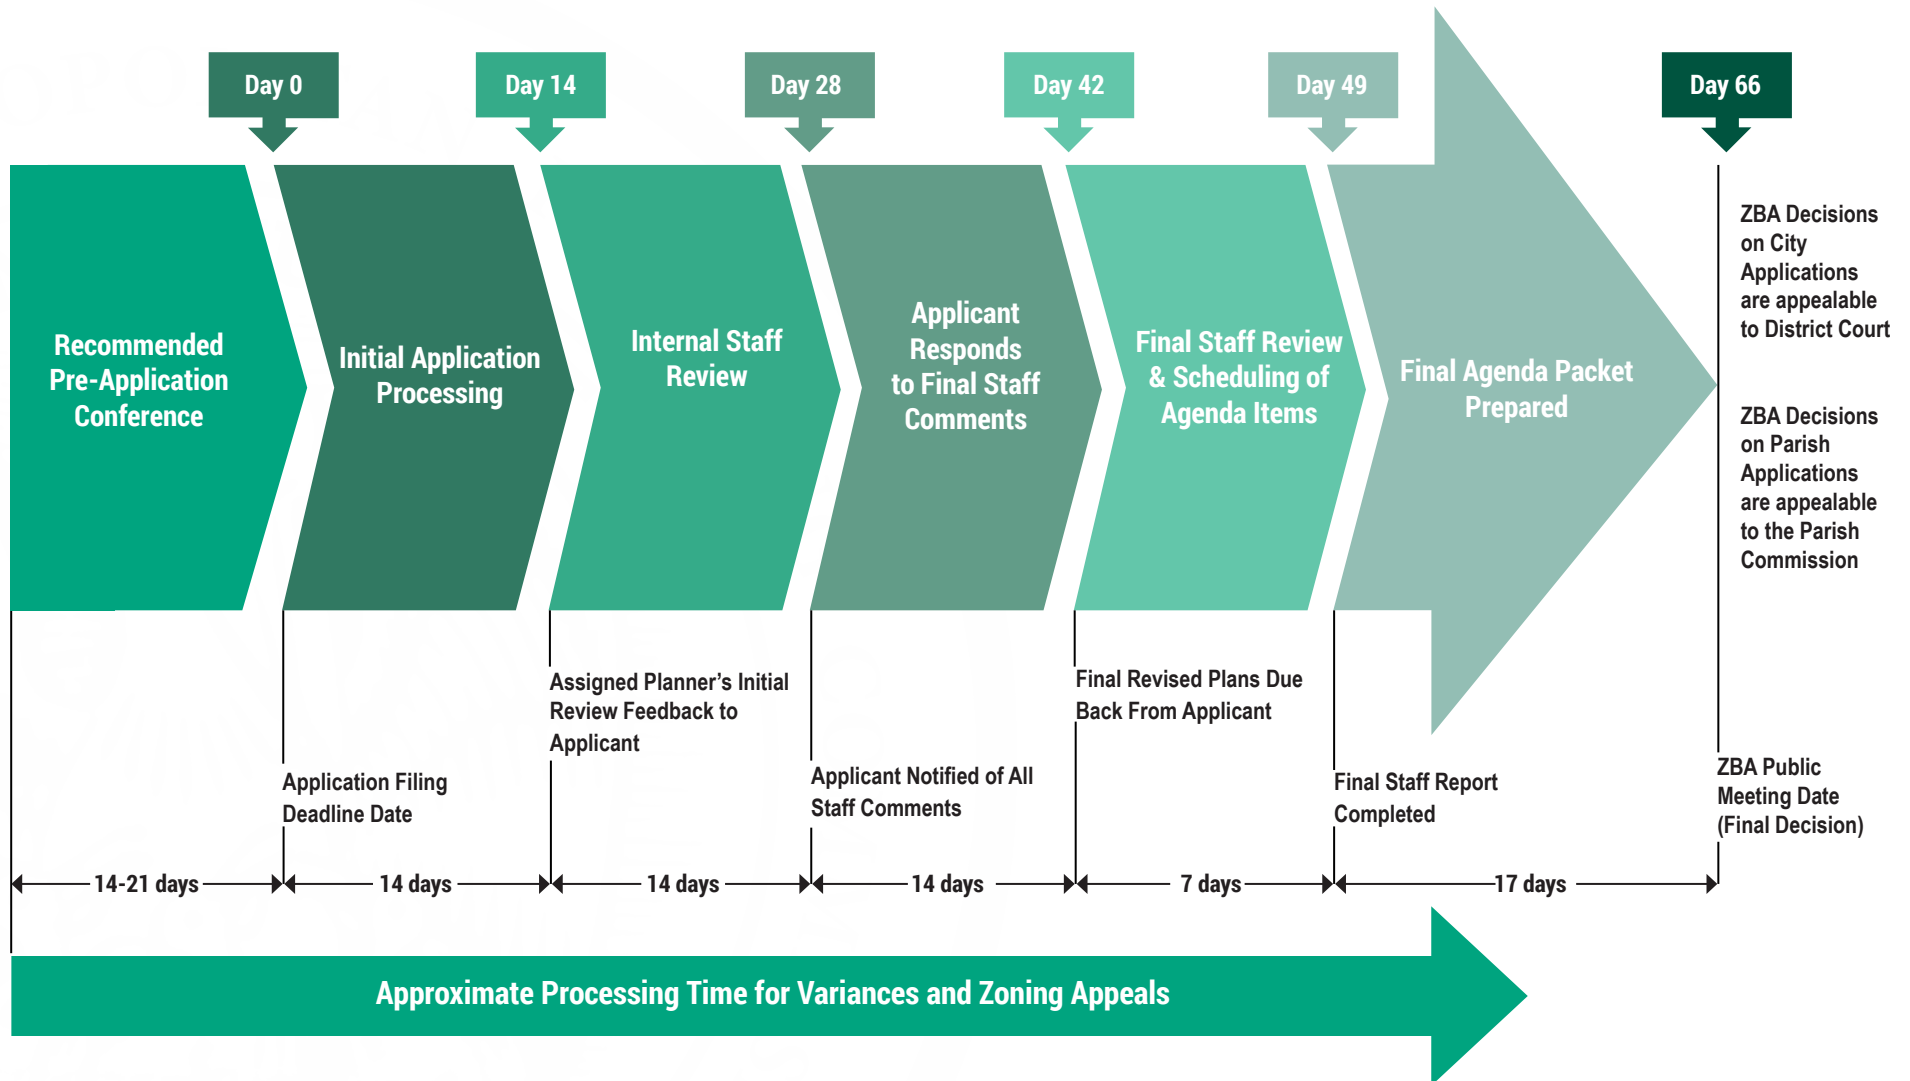 Day 0
Day 14
Day 28
Day 42
Day 49
Day 66
Recommended
Pre-Application
Conference
Initial Application
Processing
Internal Staff
Review
Applicant
Responds
to Final Staff
Comments
Final Staff Review
& Scheduling of
Agenda Items
Final Agenda Packet
Prepared
ZBA Decisions
on City
Applications
are appealable
to District Court
ZBA Decisions
on Parish
Applications
are appealable
to the Parish
Commission
Application Filing
Deadline Date
Assigned Planner's Initial
Review Feedback to
Applicant
Applicant Notified of All
Staff Comments
Final Revised Plans Due
Back From Applicant
Final Staff Report
Completed
ZBA Public
Meeting Date
(Final Decision)
14-21 days
14 days
14 days
14 days
7 days
17 days
Approximate Processing Time for Variances and Zoning Appeals